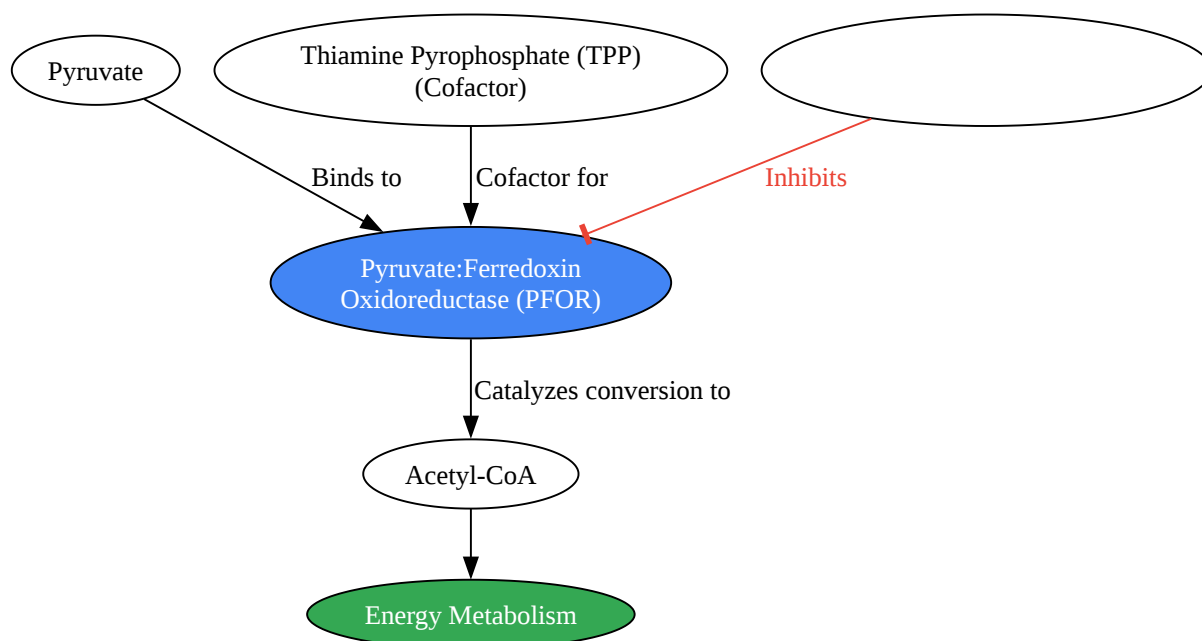 Pyruvate
Thiamine Pyrophosphate (TPP)
(Cofactor)
Binds to
Cofactor for
Inhibits
Pyruvate:Ferredoxin
Oxidoreductase (PFOR)
Catalyzes conversion to
Acetyl-CoA
Energy Metabolism